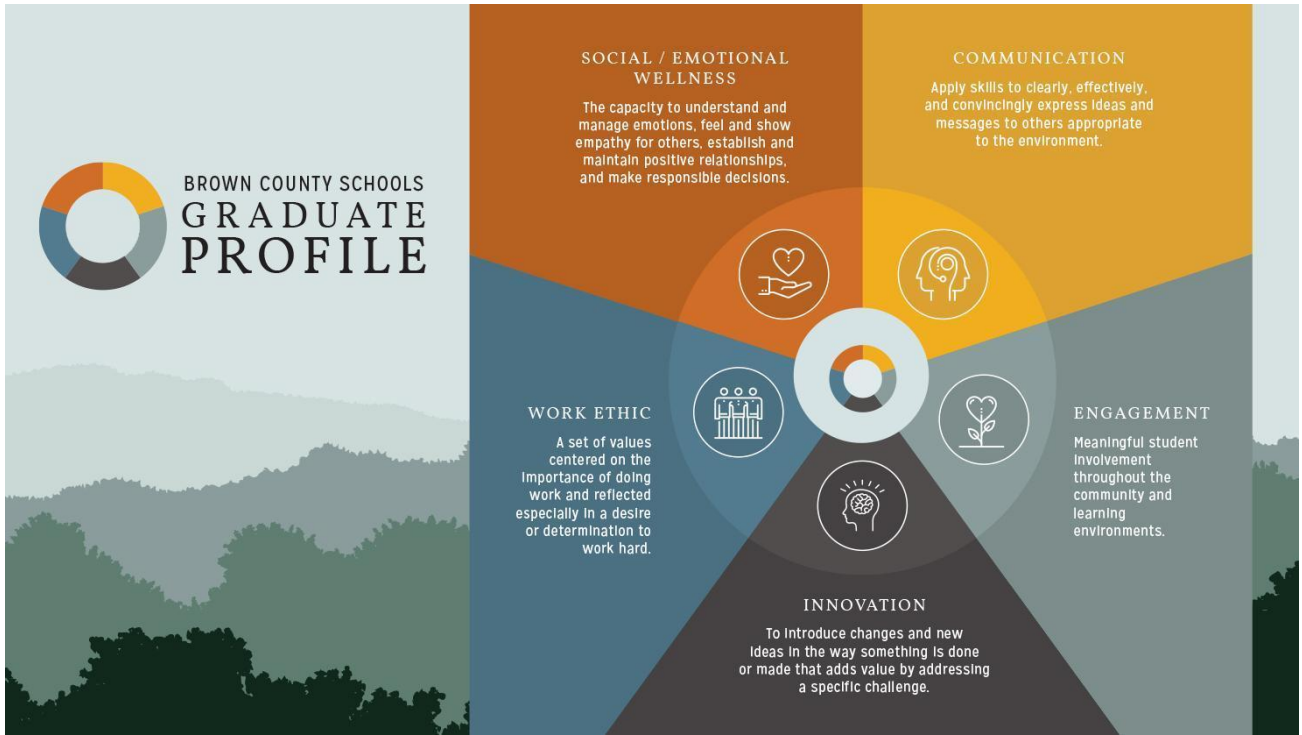 BROWN COUNTY SCHOOLS
GRADUATE
PROFILE
SOCIAL / EMOTIONAL
WELLNESS
The capacity to understand and
manage emotions, feel and show
empathy for others, establish and
maintain positive relationships,
and make responsible decisions.
COMMUNICATION
Apply skills to clearly, effectively,
and convincingly express ideas and
messages to others appropriate
to the environment.
WORK ETHIC
A set of values
centered on the
importance of doing
work and reflected
especially in a desire
or determination to
work hard.
ENGAGEMENT
Meaningful student
involvement
throughout the
community and
learning
environments.
INNOVATION
To introduce changes and new
ideas in the way something is done
or made that adds value by addressing
a specific challenge.